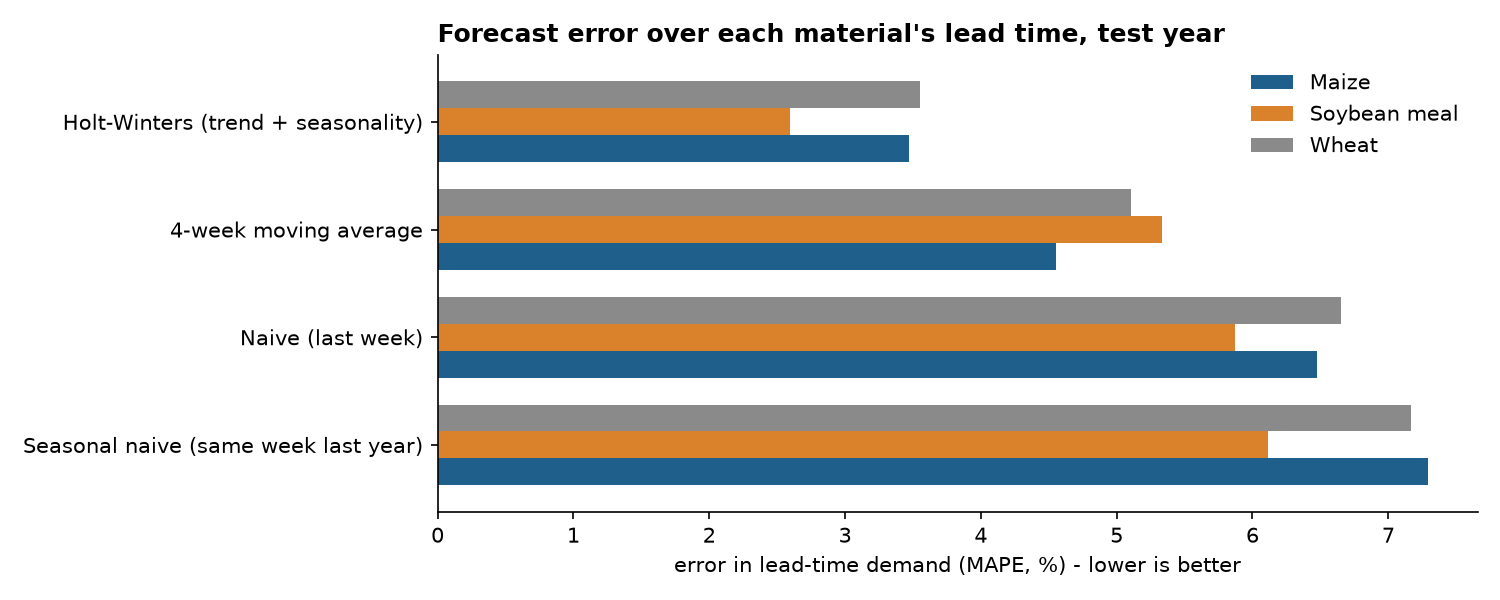 Forecast error over each material's lead time, test year
Maize
Soybean meal
Wheat
Holt-Winters (trend + seasonality)
4-week moving average
Naive (last week)
Seasonal naive (same week last year)
0 1 2 3 4 5 6 7
error in lead-time demand (MAPE, %) - lower is better